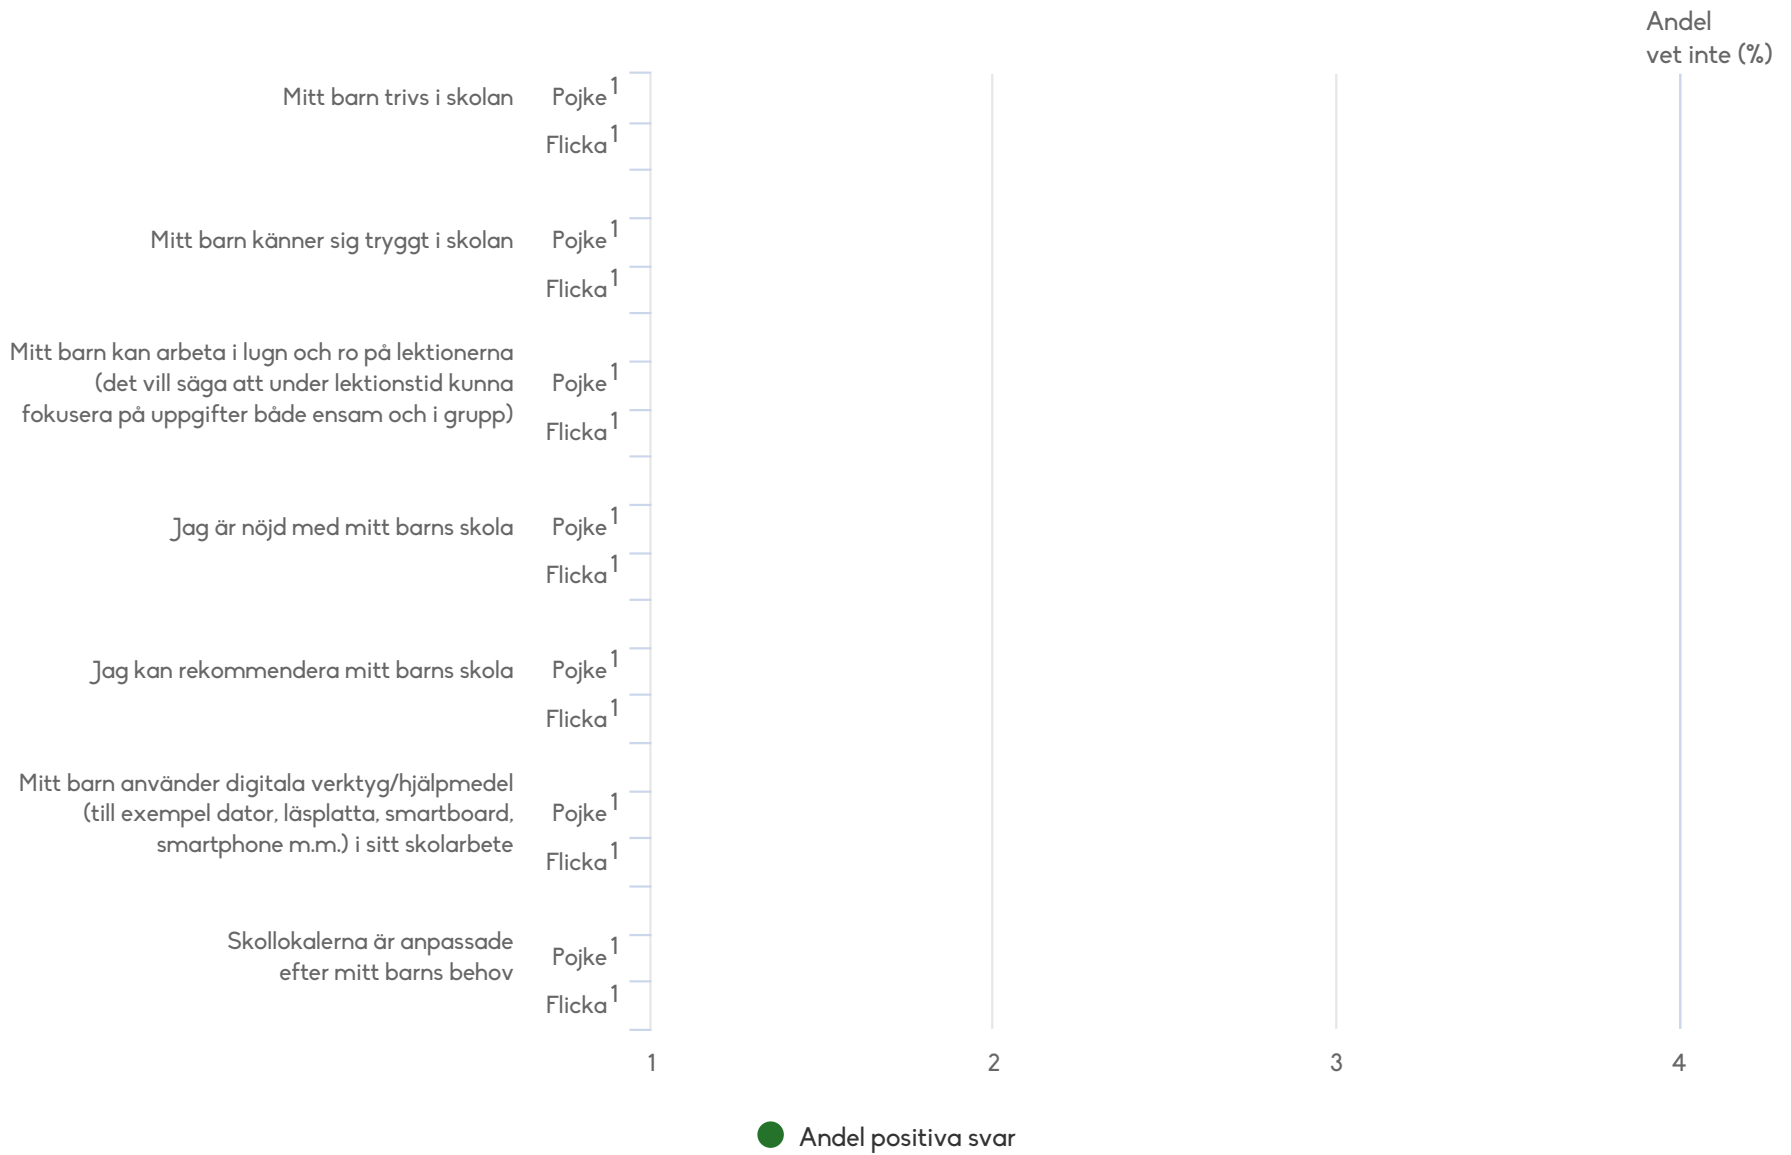 Andel
vet inte (%)
Mitt barn trivs i skolan Pojke 1
Flicka 1
Mitt barn känner sig tryggt i skolan Pojke 1
Flicka 1
Mitt barn kan arbeta i lugn och ro på lektionerna
(det vill säga att under lektionstid kunna Pojke 1
fokusera på uppgifter både ensam och i grupp)
Flicka 1
Jag är nöjd med mitt barns skola Pojke 1
Flicka 1
Jag kan rekommendera mitt barns skola Pojke 1
Flicka 1
Mitt barn använder digitala verktyg/hjälpmedel
(till exempel dator, läsplatta, smartboard, Pojke 1
smartphone m.m.) i sitt skolarbete
Flicka 1
Skollokalerna är anpassade
Pojke 1
efter mitt barns behov
Flicka 1
1 2 3 4
Andel positiva svar